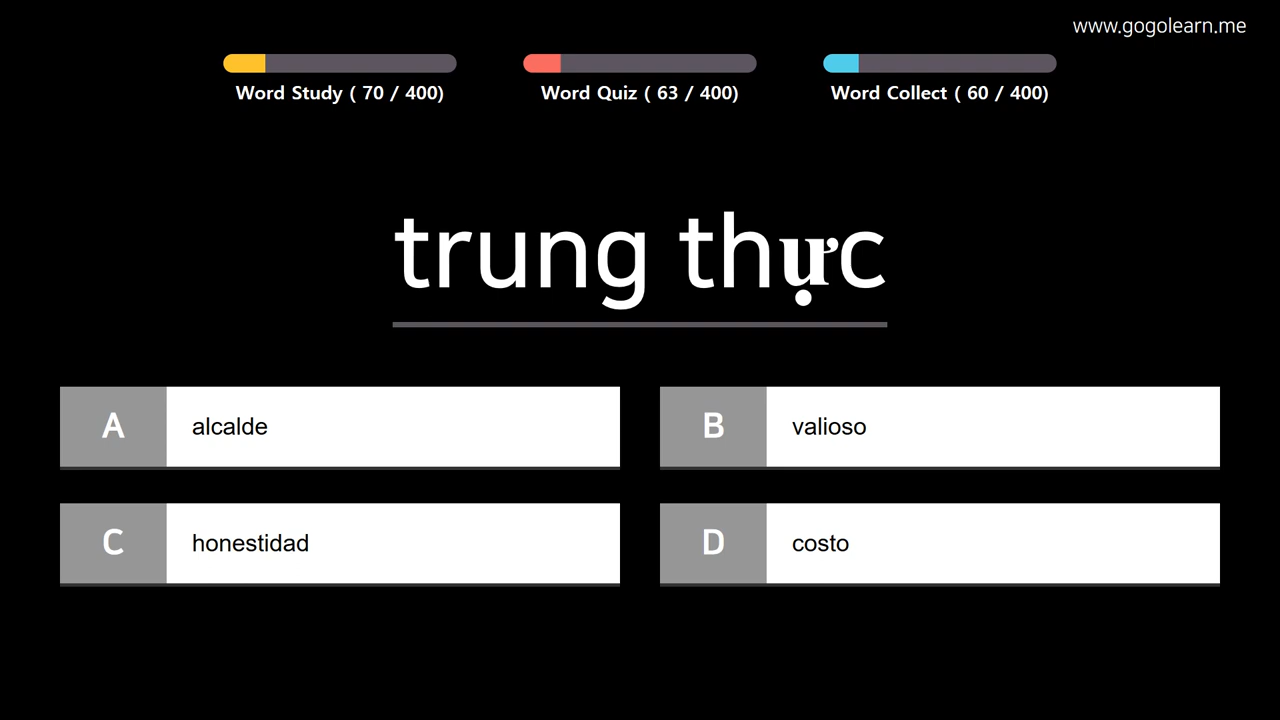 www.gogolearn.me
Word Study ( 70 / 400)
Word Quiz ( 63 / 400)
Word Collect ( 60 / 400)
trung thực
A alcalde
B valioso
C honestidad
D costo